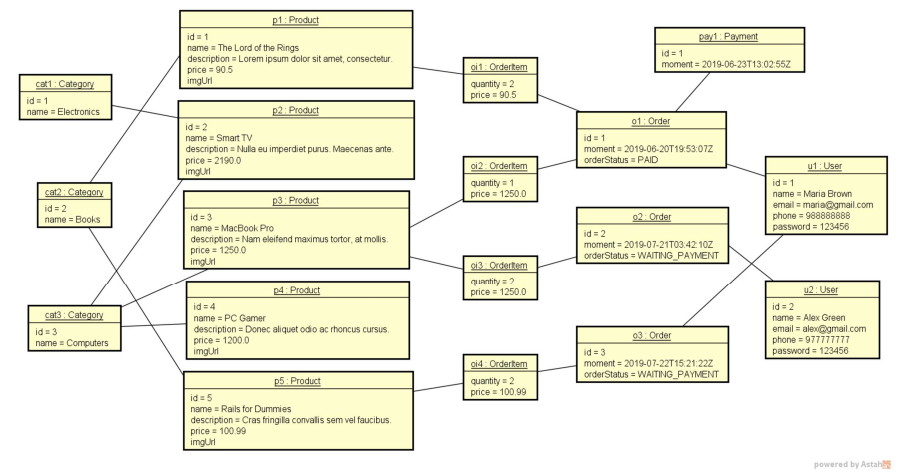 p1 : Product
id = 1
name = The Lord of the Rings
description = Lorem ipsum dolor sit amet, consectetur.
price = 90.5
imgUrl
pay1 : Payment
id = 1
moment = 2019-06-23T13:02:55Z
cat1 : Category
id = 1
name = Electronics
oi1 : OrderItem
quantity = 2
price = 90.5
p2 : Product
id = 2
name = Smart TV
description = Nulla eu imperdiet purus. Maecenas ante.
price = 2190.0
imgUrl
o1 : Order
id = 1
moment = 2019-06-20T19:53:07Z
orderStatus = PAID
oi2 : OrderItem
quantity = 1
price = 1250.0
u1 : User
id = 1
name = Maria Brown
email = maria@gmail.com
phone = 988888888
password = 123456
cat2 : Category
id = 2
name = Books
p3 : Product
id = 3
name = MacBook Pro
description = Nam eleifend maximus tortor, at mollis.
price = 1250.0
imgUrl
o2 : Order
id = 2
moment = 2019-07-21T03:42:10Z
orderStatus = WAITING_PAYMENT
oi3 : OrderItem
quantity = 2
price = 1250.0
p4 : Product
id = 4
name = PC Gamer
description = Donec aliquet odio ac rhoncus cursus.
price = 1200.0
imgUrl
u2 : User
id = 2
name = Alex Green
email = alex@gmail.com
phone = 977777777
password = 123456
cat3 : Category
id = 3
name = Computers
o3 : Order
id = 3
moment = 2019-07-22T15:21:22Z
orderStatus = WAITING_PAYMENT
oi4 : OrderItem
quantity = 2
price = 100.99
p5 : Product
id = 5
name = Rails for Dummies
description = Cras fringilla convallis sem vel faucibus.
price = 100.99
imgUrl
powered by Astah